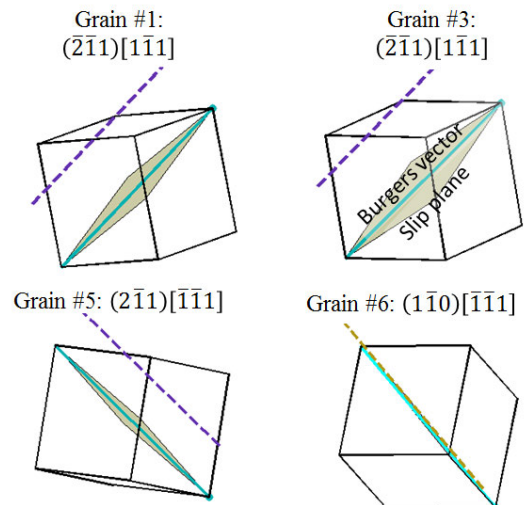 Grain #1:
(2̄1̄1)[11̄1]
Grain #3:
(2̄1̄1)[11̄1]
Burgers vector
Slip plane
Grain #5: (21̄1)[1̄1̄1]
Grain #6: (11̄0)[1̄1̄1]